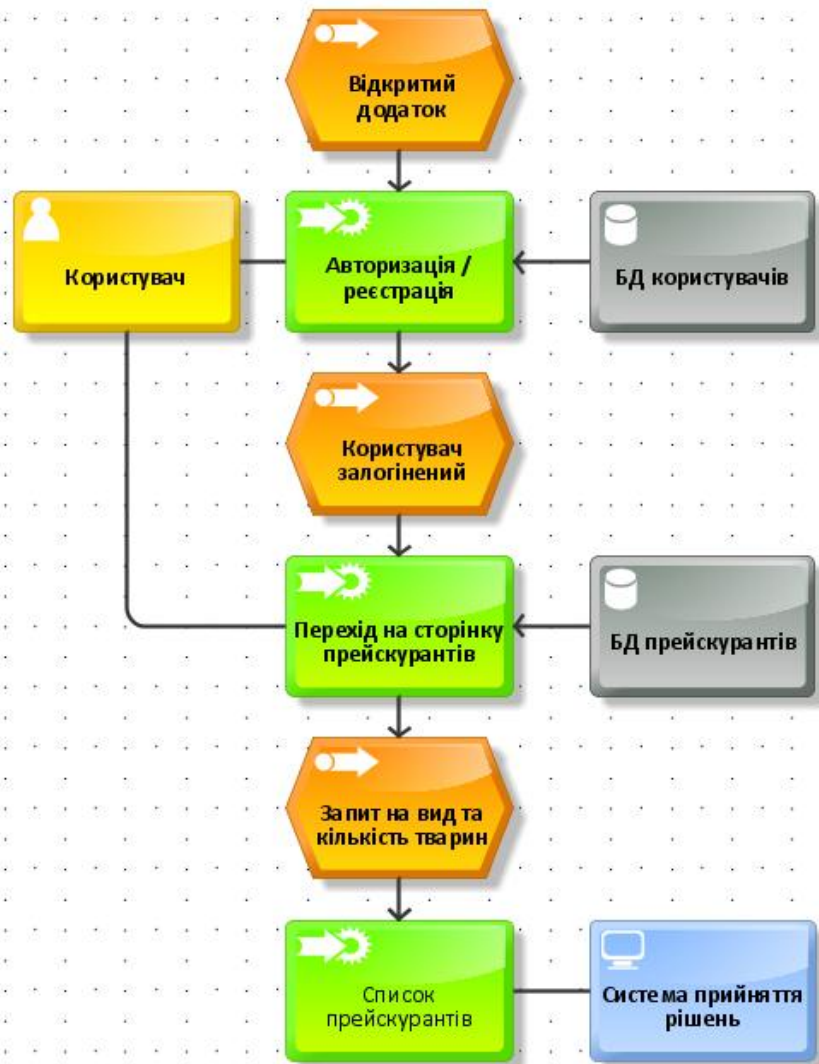 Відкритий
додаток
Користувач
Авторизація /
реєстрація
БД користувачів
Користувач
залогінений
Перехід на сторінку
прейскурантів
БД прейскурантів
Запит на вид та
кількість тварин
Список
прейскурантів
Система прийняття
рішень